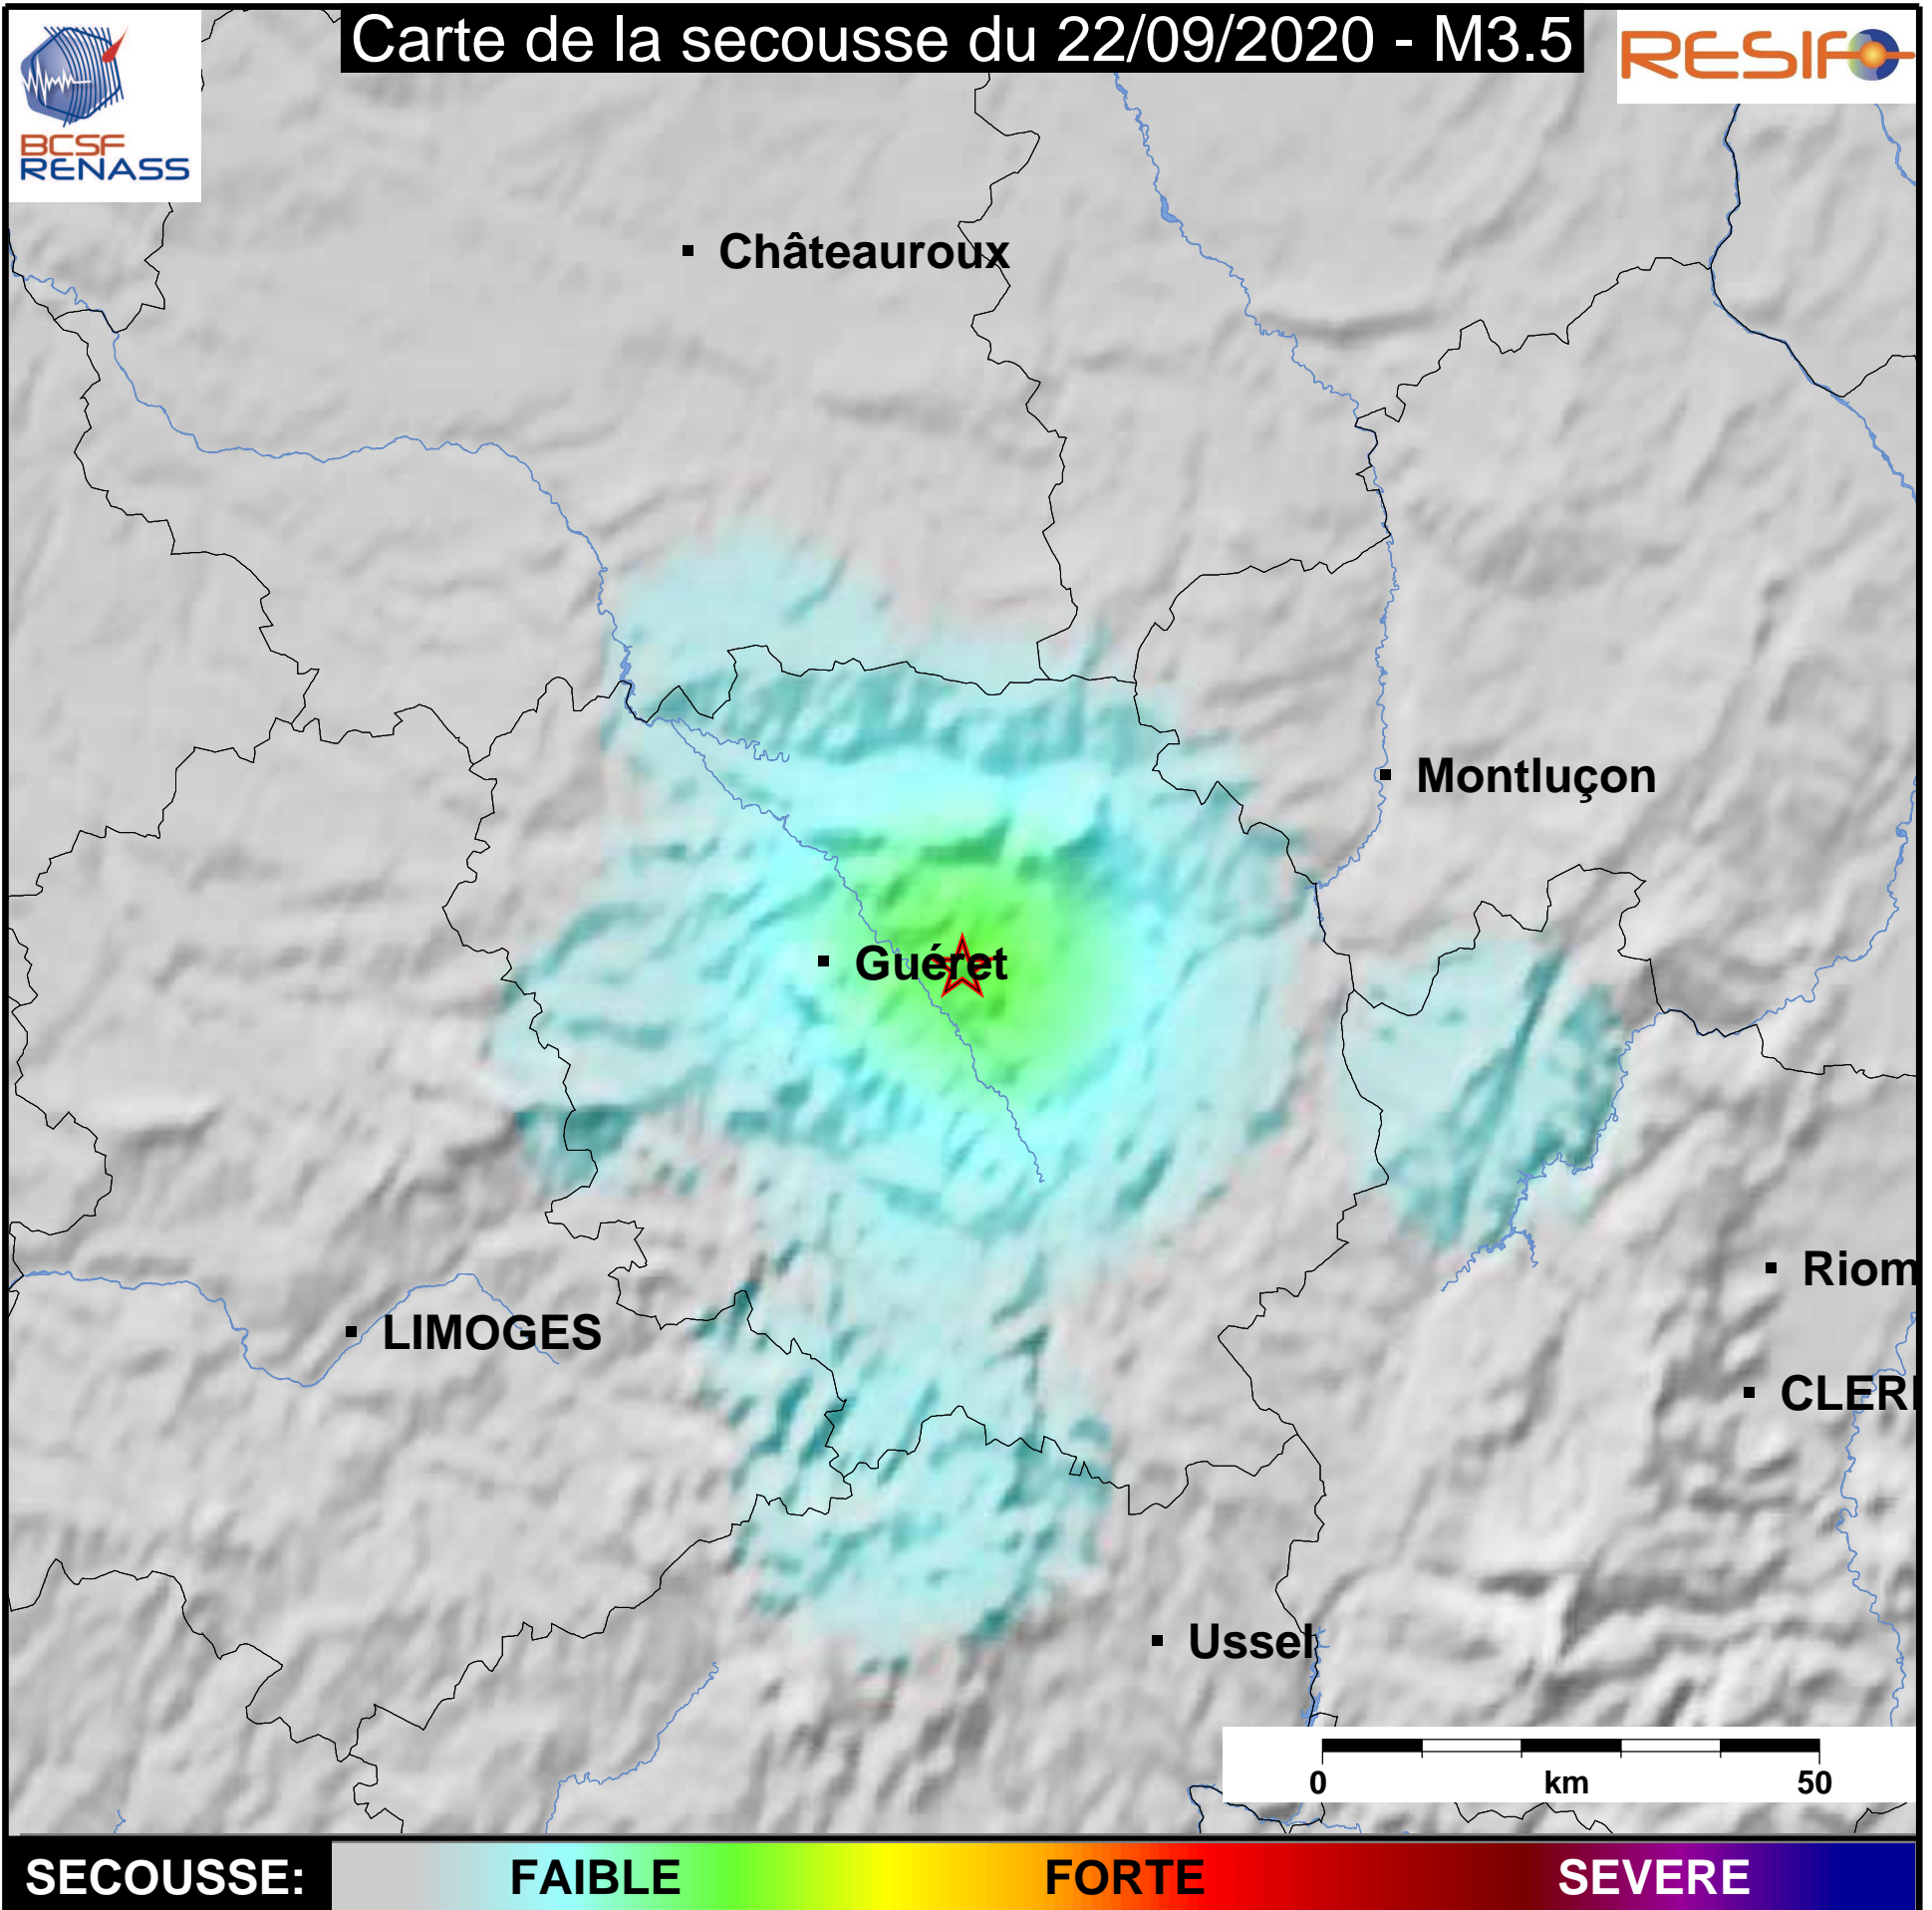 Carte de la secousse du 22/09/2020 - M3.5
RESIF
BCSF
RENASS
Châteauroux
Montluçon
Guéret
Riom
LIMOGES
CLER
Ussel
0 km 50
SECOUSSE: FAIBLE FORTE SEVERE